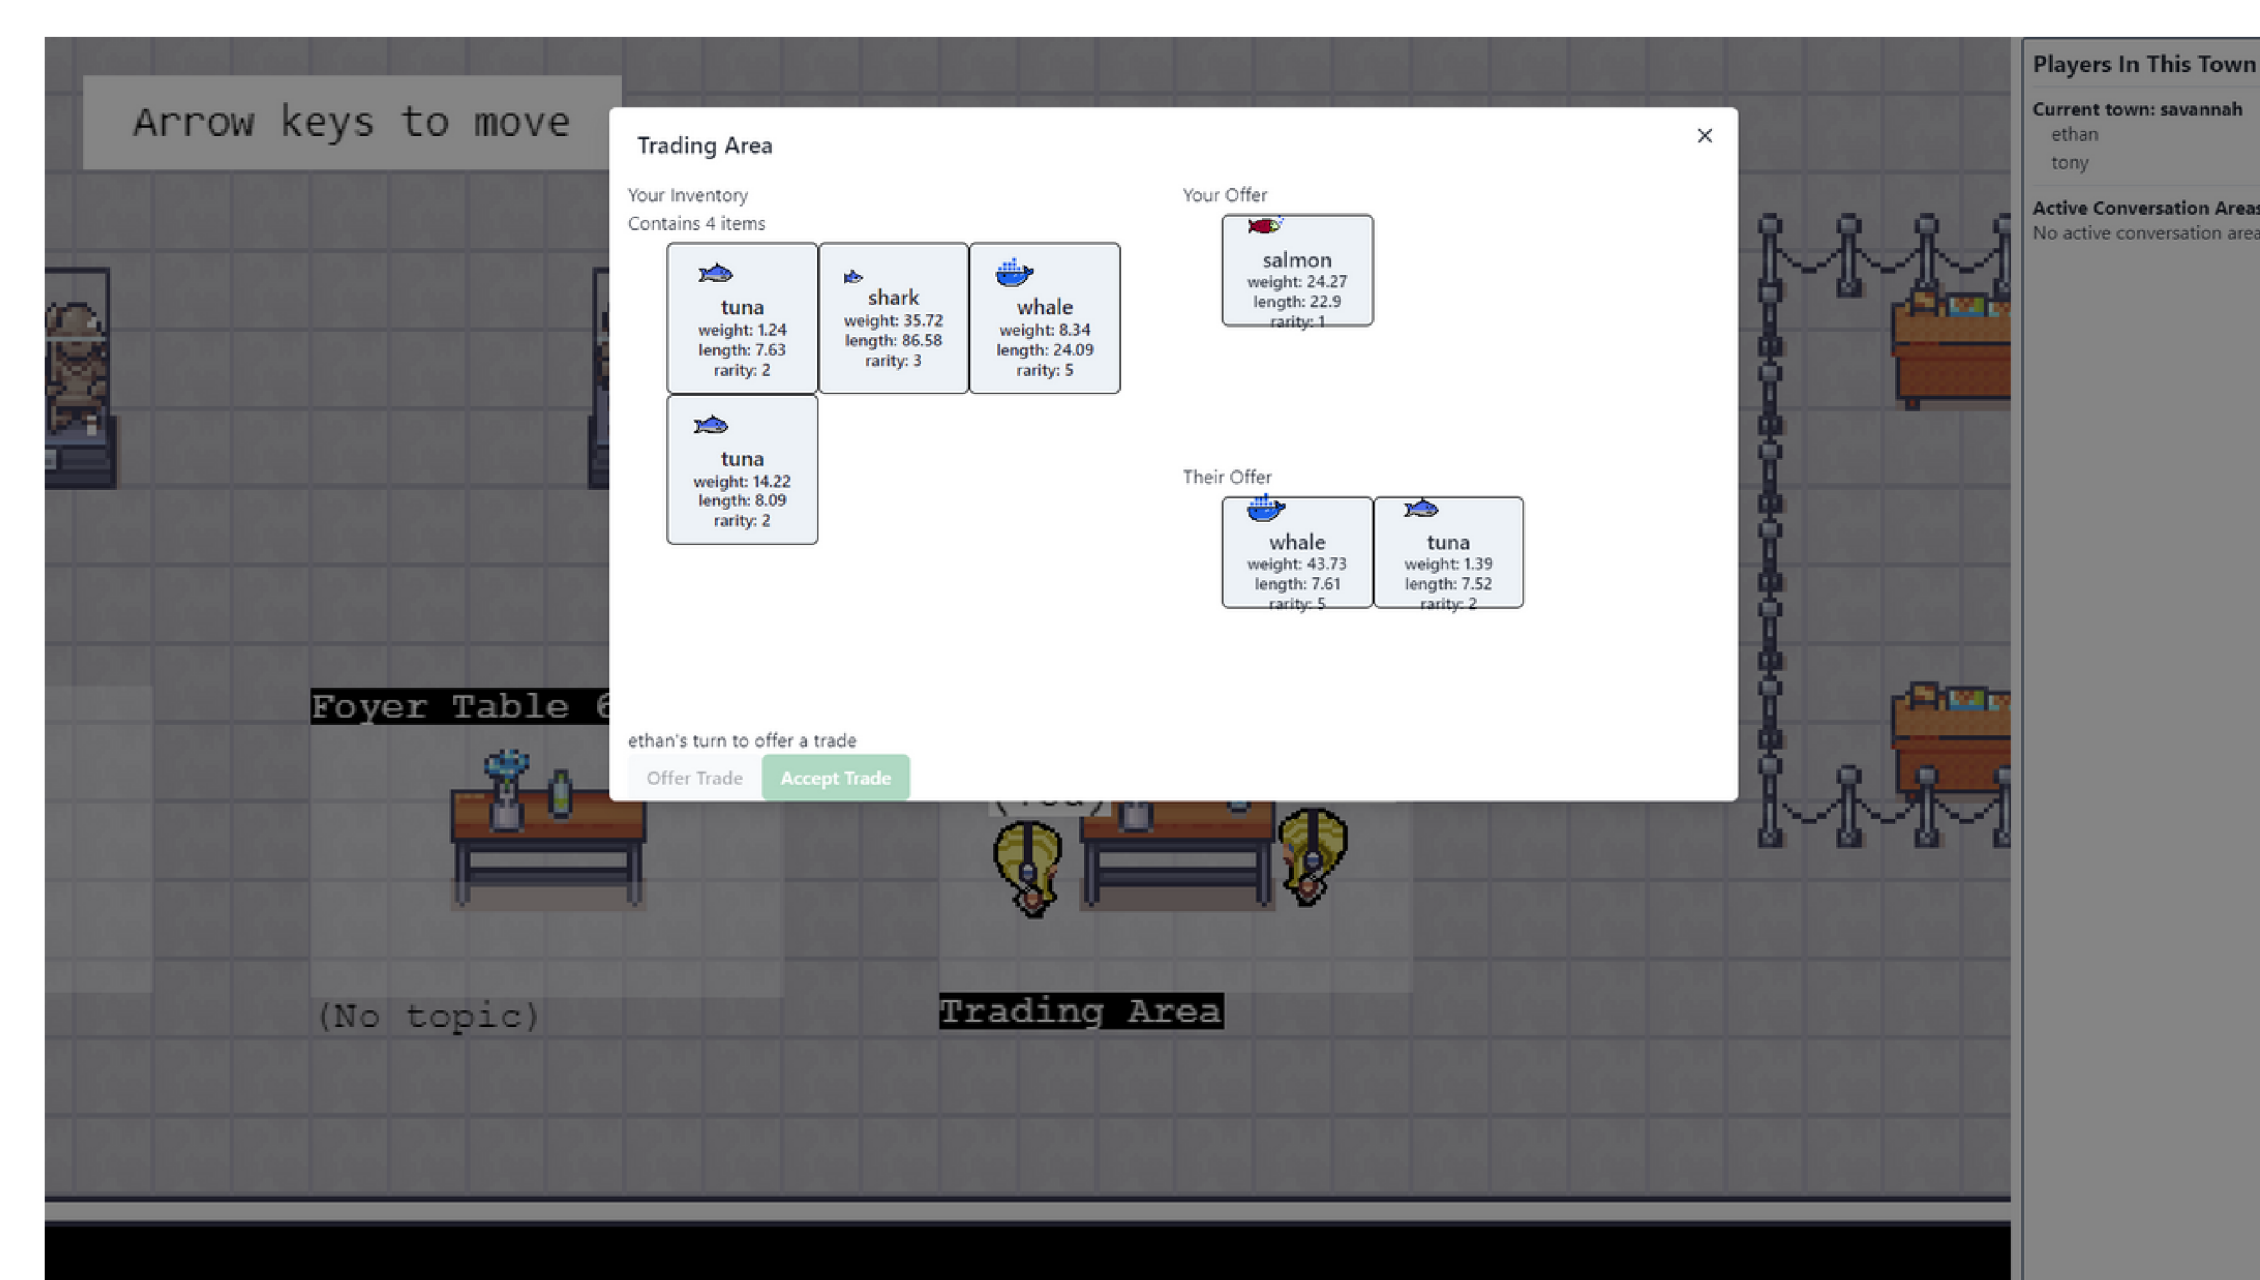 Arrow keys to move
Trading Area
Your Inventory
Contains 4 items
tuna
weight: 1.24
length: 7.63
rarity: 2
shark
weight: 35.72
length: 86.58
rarity: 3
whale
weight: 8.34
length: 24.09
rarity: 5
tuna
weight: 14.22
length: 8.09
rarity: 2
Your Offer
salmon
weight: 24.27
length: 22.9
rarity: 1
Their Offer
whale
weight: 43.73
length: 7.61
rarity: 5
tuna
weight: 1.39
length: 7.52
rarity: 2
ethan's turn to offer a trade
Offer Trade
Accept Trade
Players In This Town
Current town: savannah
ethan
tony
Active Conversation Areas
No active conversation area
Foyer Table 6
(No topic)
(You)
Trading Area